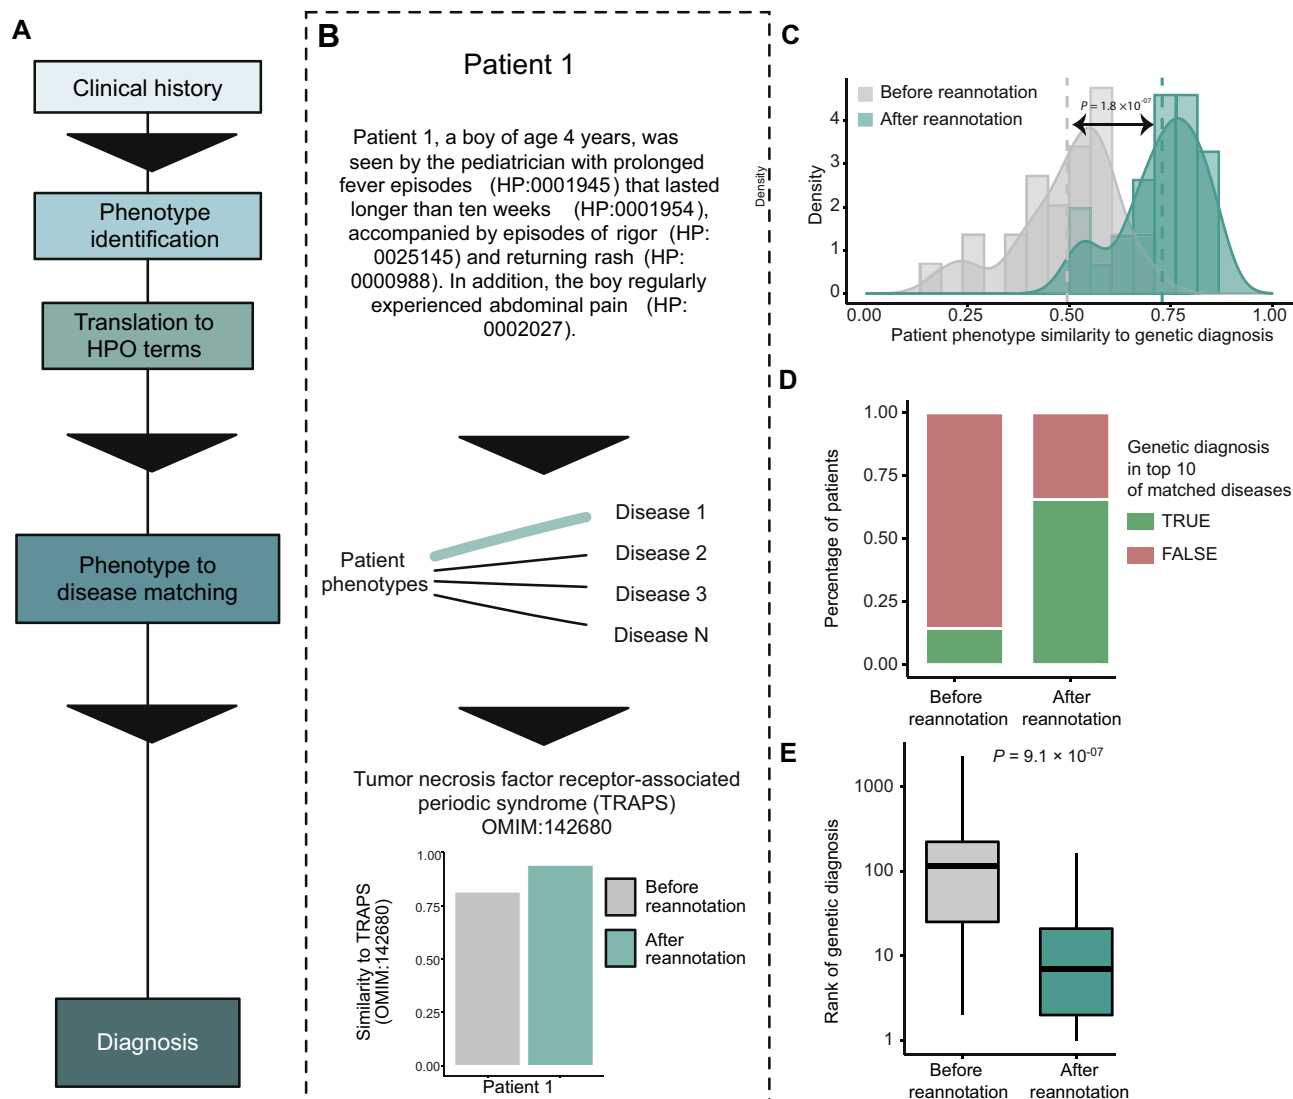 A
Clinical history
Phenotype
identification
Translation to
HPO terms
Phenotype to
disease matching
Diagnosis
B
Patient 1
Patient 1, a boy of age 4 years, was
seen by the pediatrician with prolonged
fever episodes (HP:0001945) that lasted
longer than ten weeks (HP:0001954),
accompanied by episodes of rigor (HP:
0025145) and returning rash (HP:
0000988). In addition, the boy regularly
experienced abdominal pain (HP:
0002027).
Patient
phenotypes
Disease 1
Disease 2
Disease 3
Disease N
Tumor necrosis factor receptor-associated
periodic syndrome (TRAPS)
OMIM:142680
Similarity to TRAPS
(OMIM:142680)
1.00
0.75
0.50
0.25
0.00
Patient 1
Before
reannotation
After
reannotation
Density
C
Before reannotation
After reannotation
P = 1.8 ×10-07
Density
4
3
2
1
0
0.00 0.25 0.50 0.75 1.00
Patient phenotype similarity to genetic diagnosis
D
Percentage of patients
1.00
0.75
0.50
0.25
0.00
Before
reannotation
After
reannotation
Genetic diagnosis
in top 10
of matched diseases
TRUE
FALSE
E
P = 9.1 × 10-07
Rank of genetic diagnosis
1000
100
10
1
Before
reannotation
After
reannotation